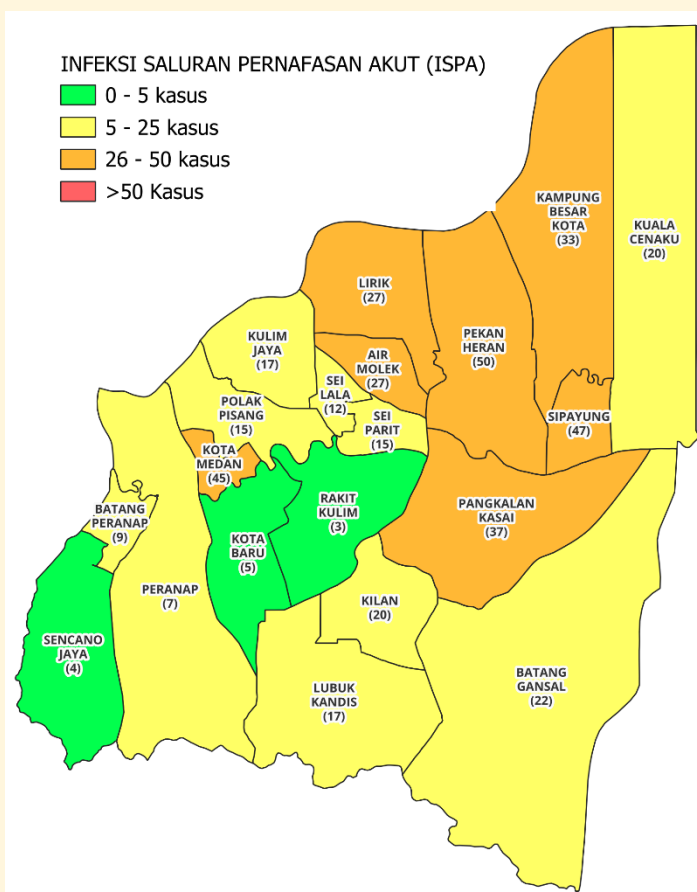 INFEKSI SALURAN PERNAFASAN AKUT (ISPA)
0 - 5 kasus
5 - 25 kasus
26 - 50 kasus
>50 Kasus
KAMPUNG
BESAR
KOTA
(33)
KUALA
CENAKU
(20)
LIRIK
(27)
PEKAN
HERAN
(50)
KULIM
JAYA
(17)
AIR
MOLEK
(27)
SEI
LALA
(12)
POLAK
PISANG
(15)
SEI
PARIT
(15)
SIPAYUNG
(47)
KOTA
MEDAN
(45)
RAKIT
KULIM
(3)
PANGKALAN
KASAI
(37)
BATANG
PERANAP
(9)
KOTA
BARU
(5)
PERANAP
(7)
KILAN
(20)
SENCANO
JAYA
(4)
LUBUK
KANDIS
(17)
BATANG
GANSAL
(22)